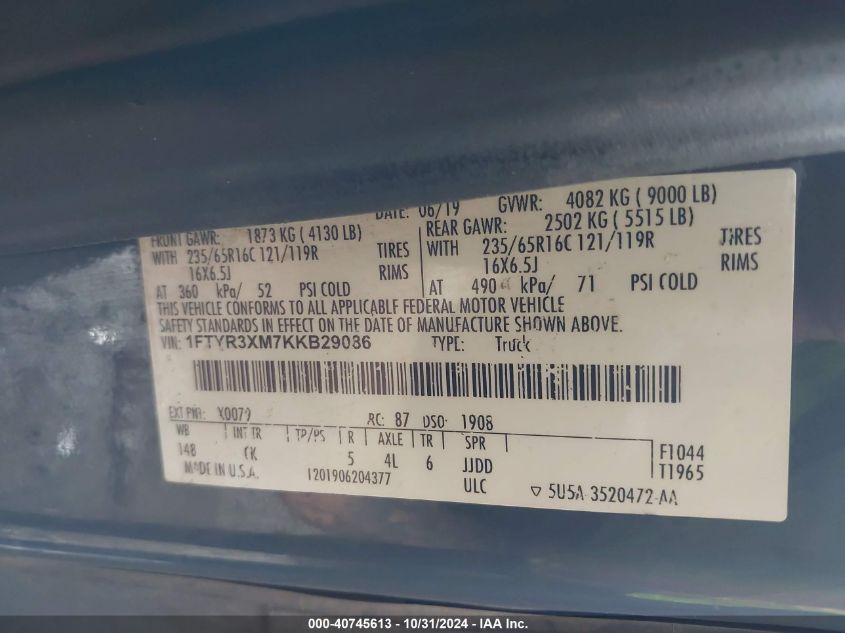 DATE: 06/19 GVWR: 4082 KG ( 9000 LB)
FRONT GAWR: 1873 KG ( 4130 LB) REAR GAWR: 2502 KG ( 5515 LB)
WITH 235/65R16C 121/119R TIRES WITH 235/65R16C 121/119R TIRES
16X6.5J RIMS 16X6.5J RIMS
AT 360 kPa/ 52 PSI COLD AT 490 kPa/ 71 PSI COLD
THIS VEHICLE CONFORMS TO ALL APPLICABLE FEDERAL MOTOR VEHICLE
SAFETY STANDARDS IN EFFECT ON THE DATE OF MANUFACTURE SHOWN ABOVE.
VIN: 1FTYR3XM7KKB29086 TYPE: Truck
EXT PNT: X0079 RC: 87 DSO: 1908
WB INT TR TP/PS R AXLE TR SPR F1044
148 CK 5 4L 6 JJDD T1965
MADE IN U.S.A. 1201906204377 ULC ▽ 5U5A 3520472-AA
000-40745613 - 10/31/2024 - IAA Inc.